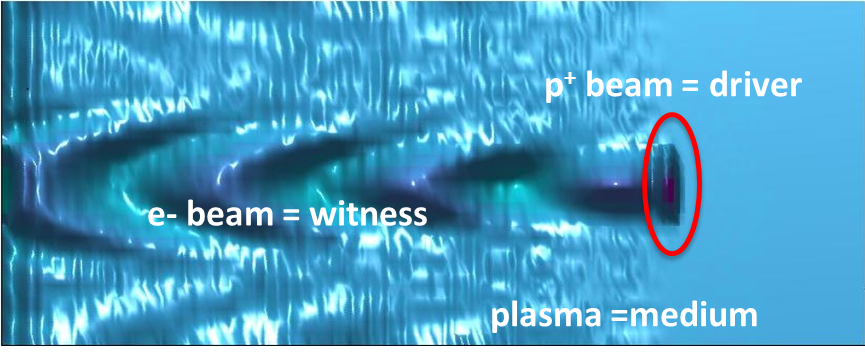 p⁺ beam = driver
e- beam = witness
plasma =medium